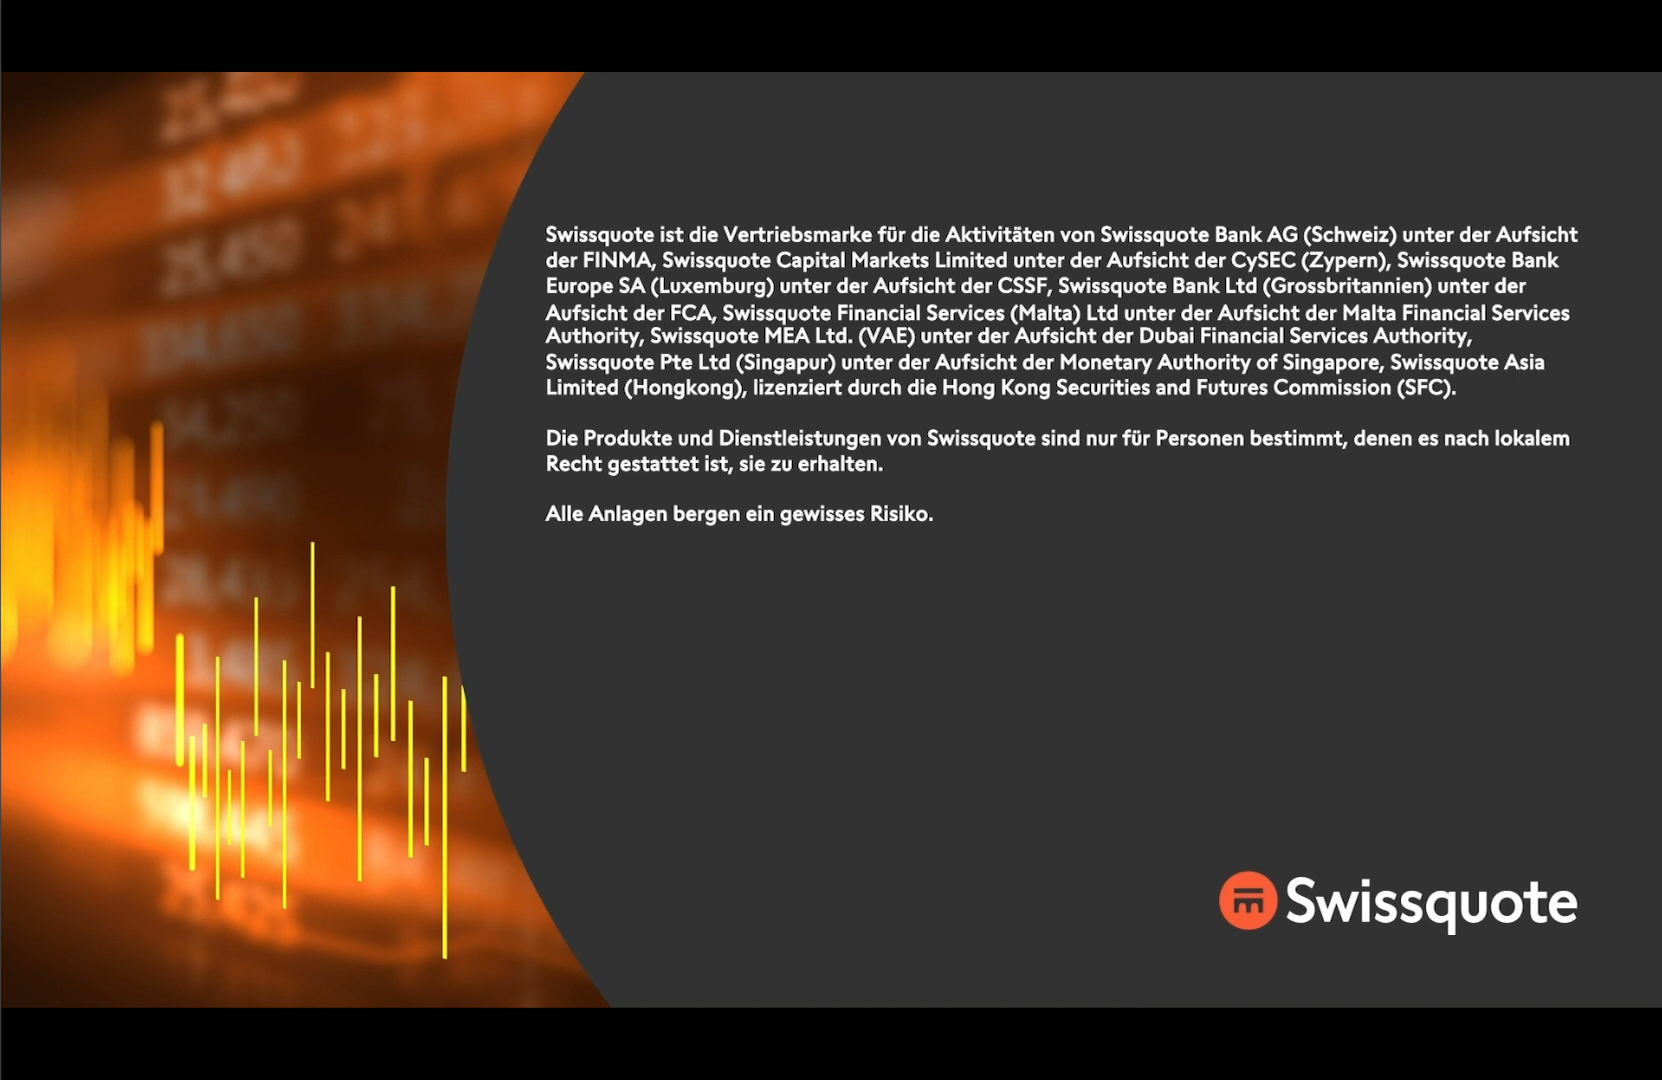 Swissquote ist die Vertriebsmarke für die Aktivitäten von Swissquote Bank AG (Schweiz) unter der Aufsicht
der FINMA, Swissquote Capital Markets Limited unter der Aufsicht der CySEC (Zypern), Swissquote Bank
Europe SA (Luxemburg) unter der Aufsicht der CSSF, Swissquote Bank Ltd (Grossbritannien) unter der
Aufsicht der FCA, Swissquote Financial Services (Malta) Ltd unter der Aufsicht der Malta Financial Services
Authority, Swissquote MEA Ltd. (VAE) unter der Aufsicht der Dubai Financial Services Authority,
Swissquote Pte Ltd (Singapur) unter der Aufsicht der Monetary Authority of Singapore, Swissquote Asia
Limited (Hongkong), lizenziert durch die Hong Kong Securities and Futures Commission (SFC).
Die Produkte und Dienstleistungen von Swissquote sind nur für Personen bestimmt, denen es nach lokalem
Recht gestattet ist, sie zu erhalten.
Alle Anlagen bergen ein gewisses Risiko.
25,450
Swissquote